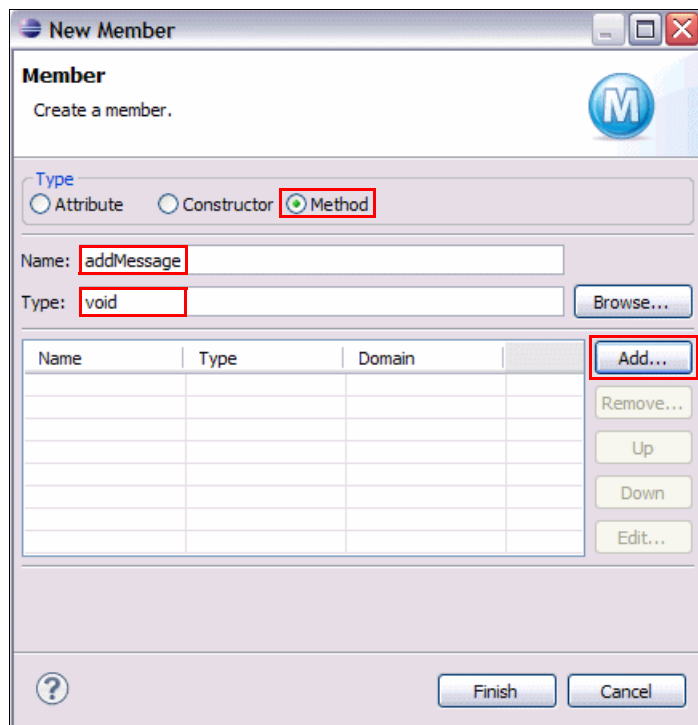 New Member
Member
Create a member.
M
Type
Attribute Constructor Method
Name: addMessage
Type: void Browse...
Name Type Domain Add...
Remove...
Up
Down
Edit...
? Finish Cancel